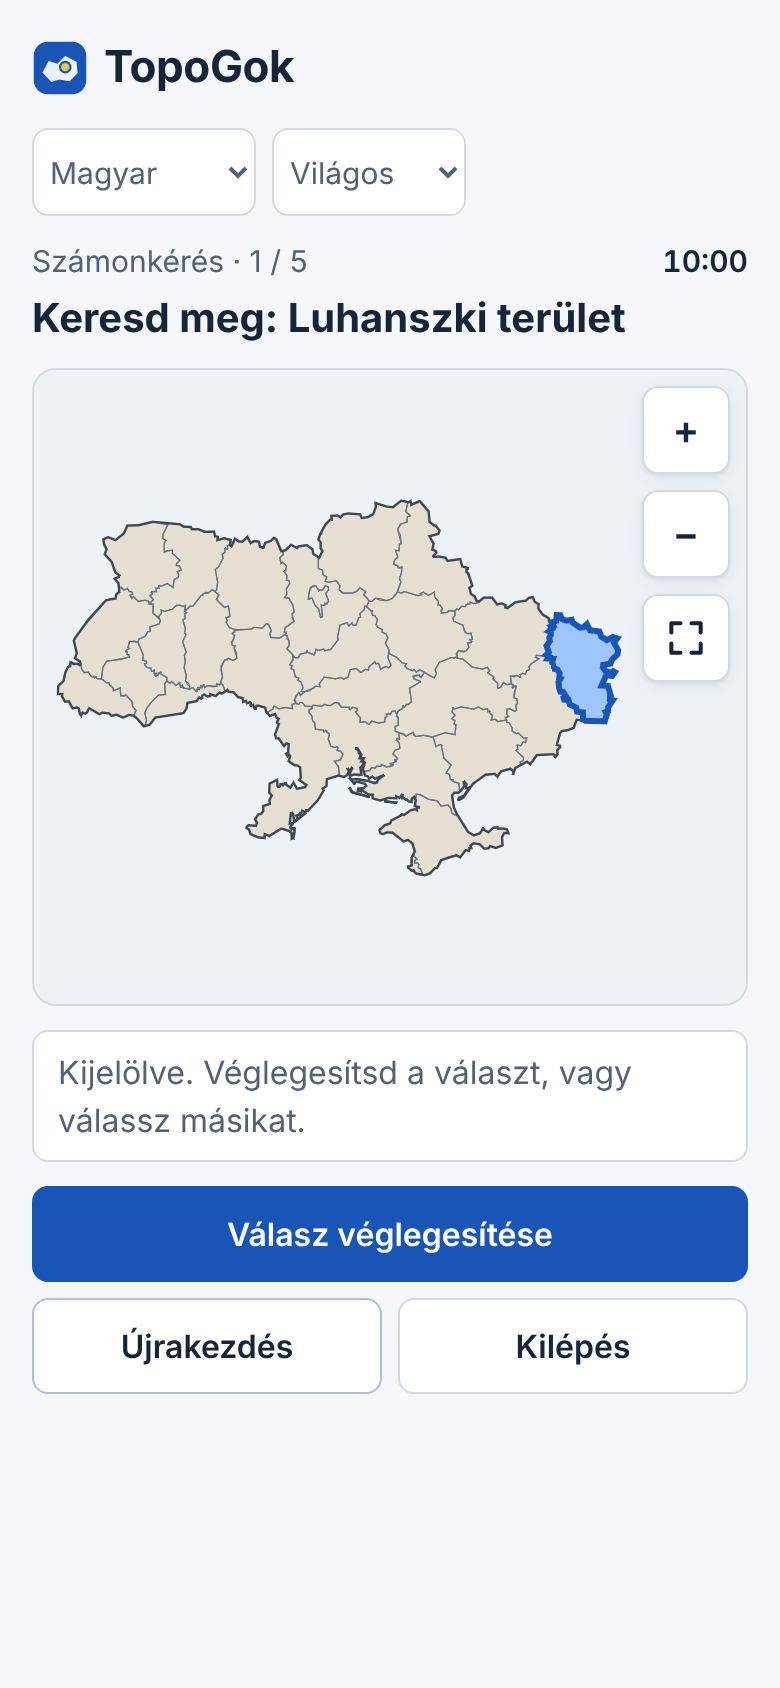 TopoGok
Magyar
Világos
Számonkérés · 1 / 5
10:00
Keresd meg: Luhanszki terület
+
−
Kijelölve. Véglegesítsd a választ, vagy
válassz másikat.
Válasz véglegesítése
Újrakezdés
Kilépés